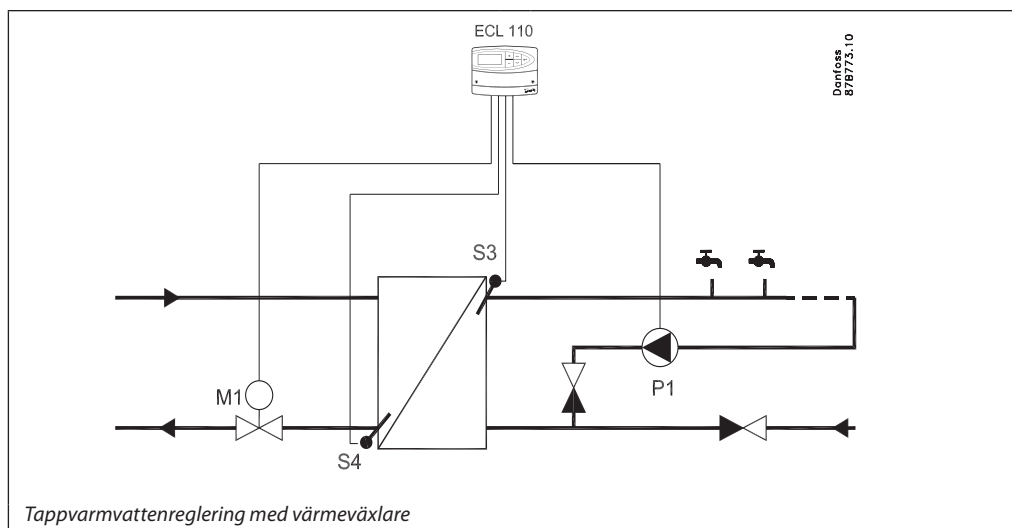 ECL 110
Danfoss
87B773.10
S3
M1
P1
S4
Tappvarmvattenreglering med värmeväxlare